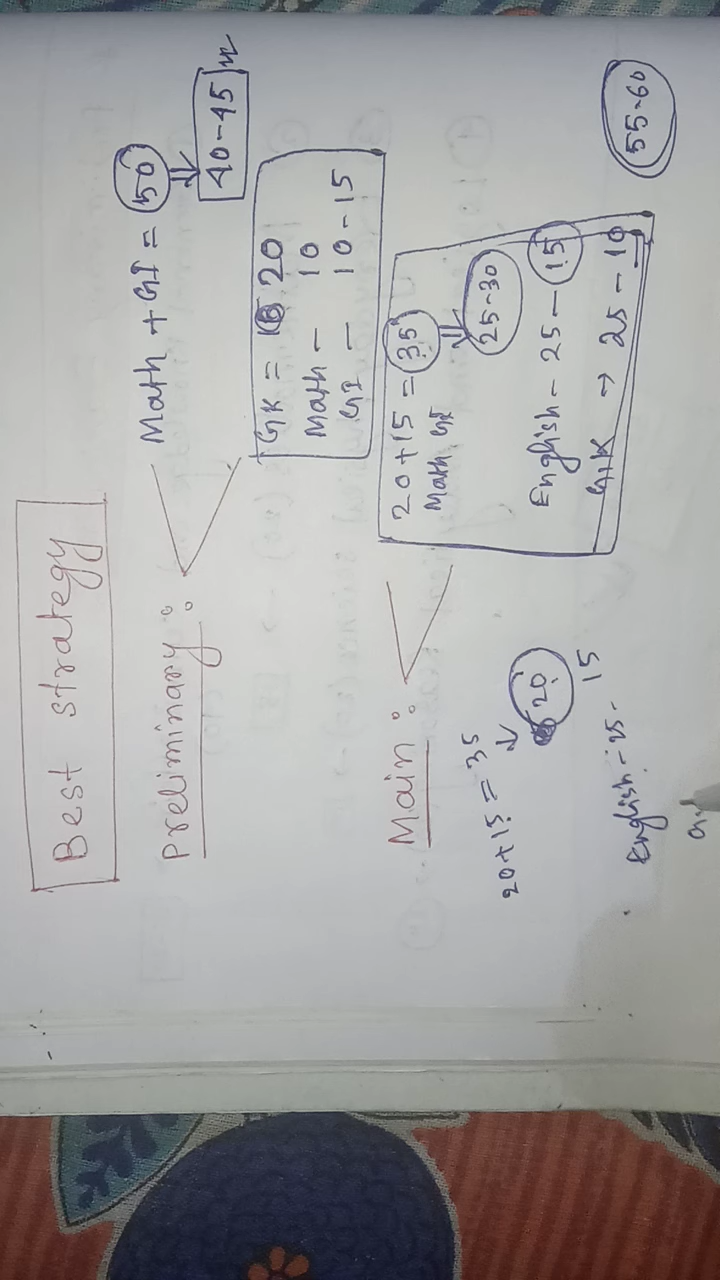 Best strategy
Preliminary:
Math + GI = 50
40-45
GK = 20
Math - 10
GI - 10-15
Main:
20+15 = 35
Math GI
25-30
English - 25 - 15
GK → 25 - 10
55-60
20+15 = 35
20
English - 25 -
15